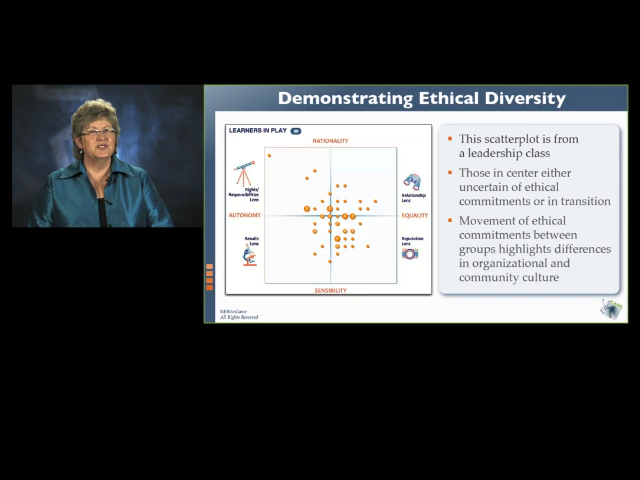 Demonstrating Ethical Diversity
LEARNERS IN PLAY
RATIONALITY
Rights/
Responsibilities
Lens
Relationship
Lens
AUTONOMY
EQUALITY
Results
Lens
Reputation
Lens
SENSIBILITY
This scatterplot is from
a leadership class
Those in center either
uncertain of ethical
commitments or in transition
Movement of ethical
commitments between
groups highlights differences
in organizational and
community culture
©EthicsGame
All Rights Reserved